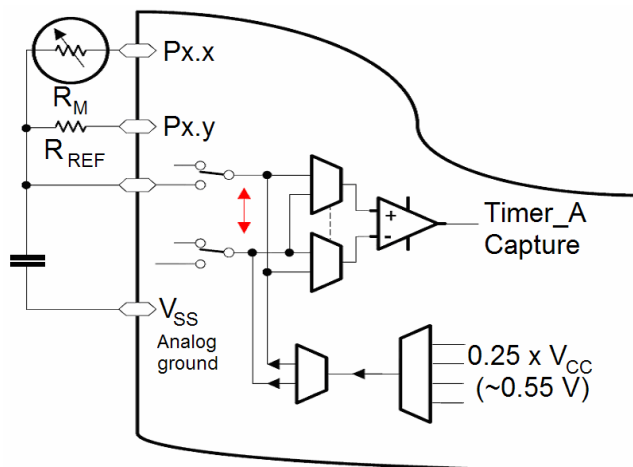 Px.x
R_M
Px.y
R_REF
+
-
Timer_A
Capture
V_SS
Analog
ground
0.25 x V_CC
(~0.55 V)